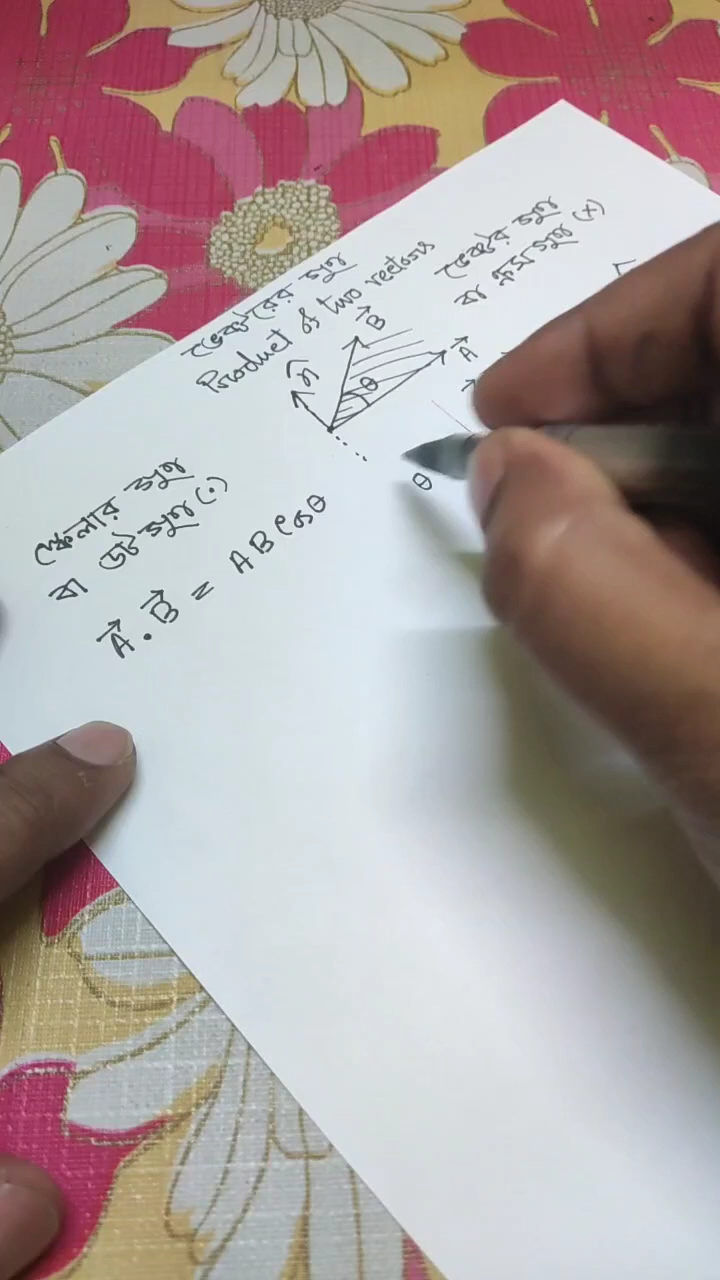 ভেক্টরের গুণ
Product of two vectors
n̂
B⃗
θ
A⃗
স্কেলার গুণ
বা ডট গুণ (·)
A⃗ · B⃗ = AB cosθ
ভেক্টর গুণ
বা ক্রস গুণ (×)
θ